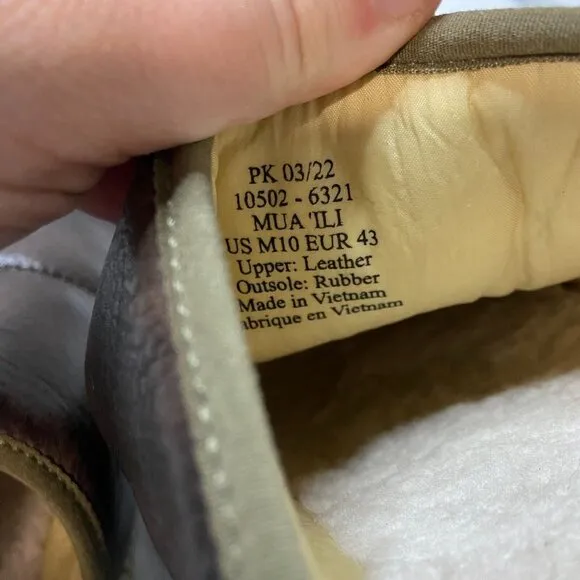 PK 03/22
10502 - 6321
MUA 'ILI
US M10 EUR 43
Upper: Leather
Outsole: Rubber
Made in Vietnam
abrique en Vietnam